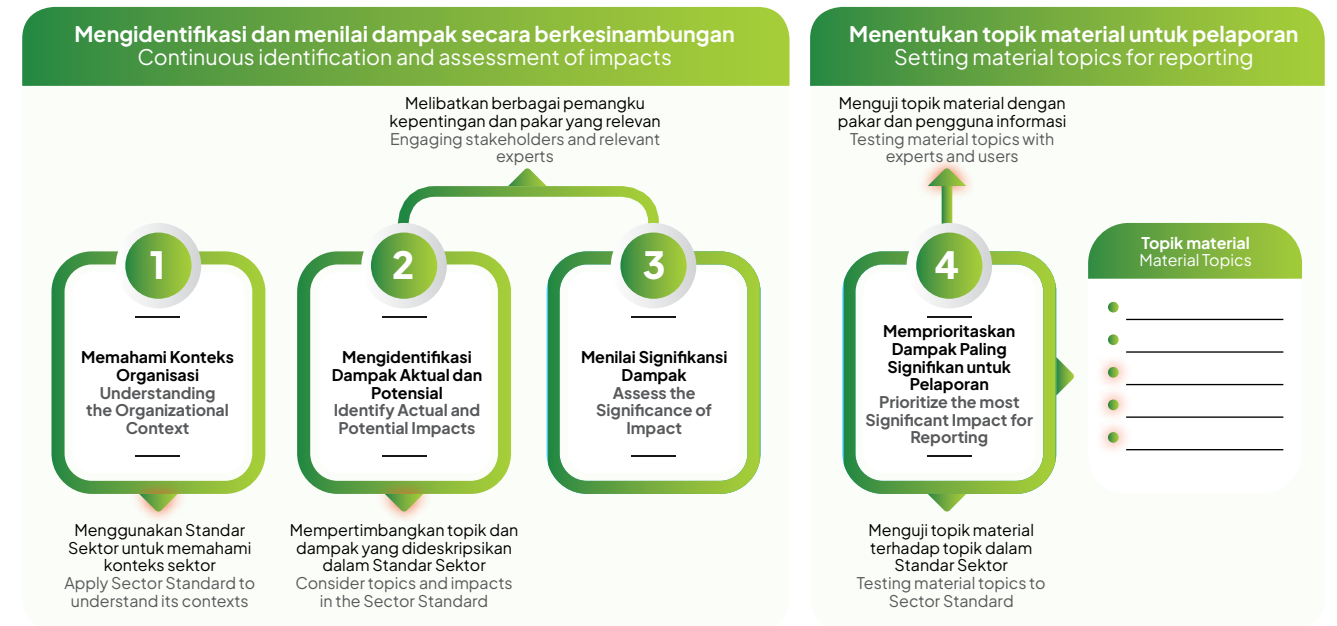 Mengidentifikasi dan menilai dampak secara berkesinambungan
Continuous identification and assessment of impacts
Melibatkan berbagai pemangku
kepentingan dan pakar yang relevan
Engaging stakeholders and relevant
experts
1
Memahami Konteks
Organisasi
Understanding
the Organizational
Context
Menggunakan Standar
Sektor untuk memahami
konteks sektor
Apply Sector Standard to
understand its contexts
2
Mengidentifikasi
Dampak Aktual dan
Potensial
Identify Actual and
Potential Impacts
Mempertimbangkan topik dan
dampak yang dideskripsikan
dalam Standar Sektor
Consider topics and impacts
in the Sector Standard
3
Menilai Signifikansi
Dampak
Assess the
Significance of
Impact
Menentukan topik material untuk pelaporan
Setting material topics for reporting
Menguji topik material dengan
pakar dan pengguna informasi
Testing material topics with
experts and users
4
Memprioritaskan
Dampak Paling
Signifikan untuk
Pelaporan
Prioritize the most
Significant Impact for
Reporting
Menguji topik material
terhadap topik dalam
Standar Sektor
Testing material topics to
Sector Standard
Topik material
Material Topics